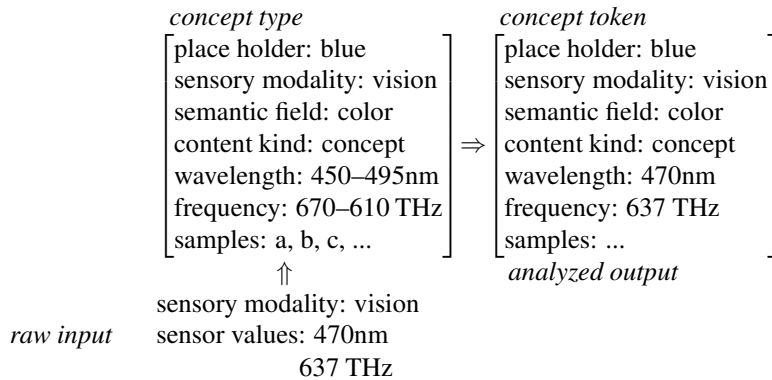 concept type concept token
place holder: blue place holder: blue
sensory modality: vision sensory modality: vision
semantic field: color semantic field: color
content kind: concept ⇒ content kind: concept
wavelength: 450–495nm wavelength: 470nm
frequency: 670–610 THz frequency: 637 THz
samples: a, b, c, ... samples: ...
⇑ analyzed output
sensory modality: vision
raw input sensor values: 470nm
637 THz